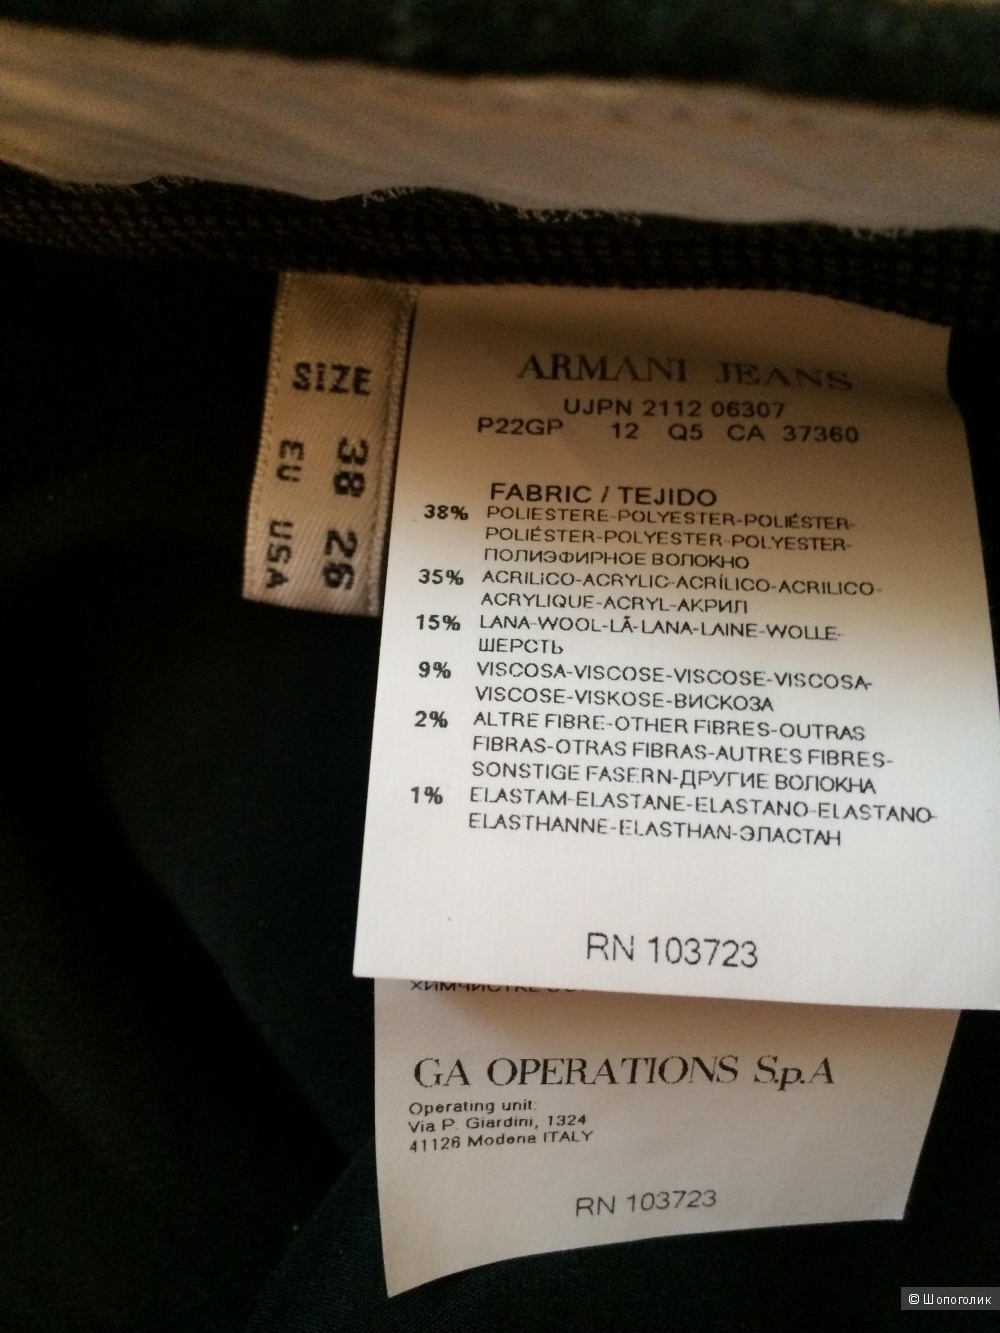 SIZE
EU 38
USA 26
ARMANI JEANS
UJPN 2112 06307
P22GP 12 Q5 CA 37360
FABRIC / TEJIDO
38% POLIESTERE-POLYESTER-POLIÉSTER-
POLIÉSTER-POLYESTER-POLYESTER-
ПОЛИЭФИРНОЕ ВОЛОКНО
35% ACRILICO-ACRYLIC-ACRÍLICO-ACRILICO-
ACRYLIQUE-ACRYL-АКРИЛ
15% LANA-WOOL-LÃ-LANA-LAINE-WOLLE-
ШЕРСТЬ
9% VISCOSA-VISCOSE-VISCOSE-VISCOSA-
VISCOSE-VISKOSE-ВИСКОЗА
2% ALTRE FIBRE-OTHER FIBRES-OUTRAS
FIBRAS-OTRAS FIBRAS-AUTRES FIBRES-
SONSTIGE FASERN-ДРУГИЕ ВОЛОКНА
1% ELASTAM-ELASTANE-ELASTANO-ELASTANO-
ELASTHANNE-ELASTHAN-ЭЛАСТАН
RN 103723
GA OPERATIONS S.p.A
Operating unit:
Via P. Giardini, 1324
41126 Modena ITALY
RN 103723
© Шопоголик